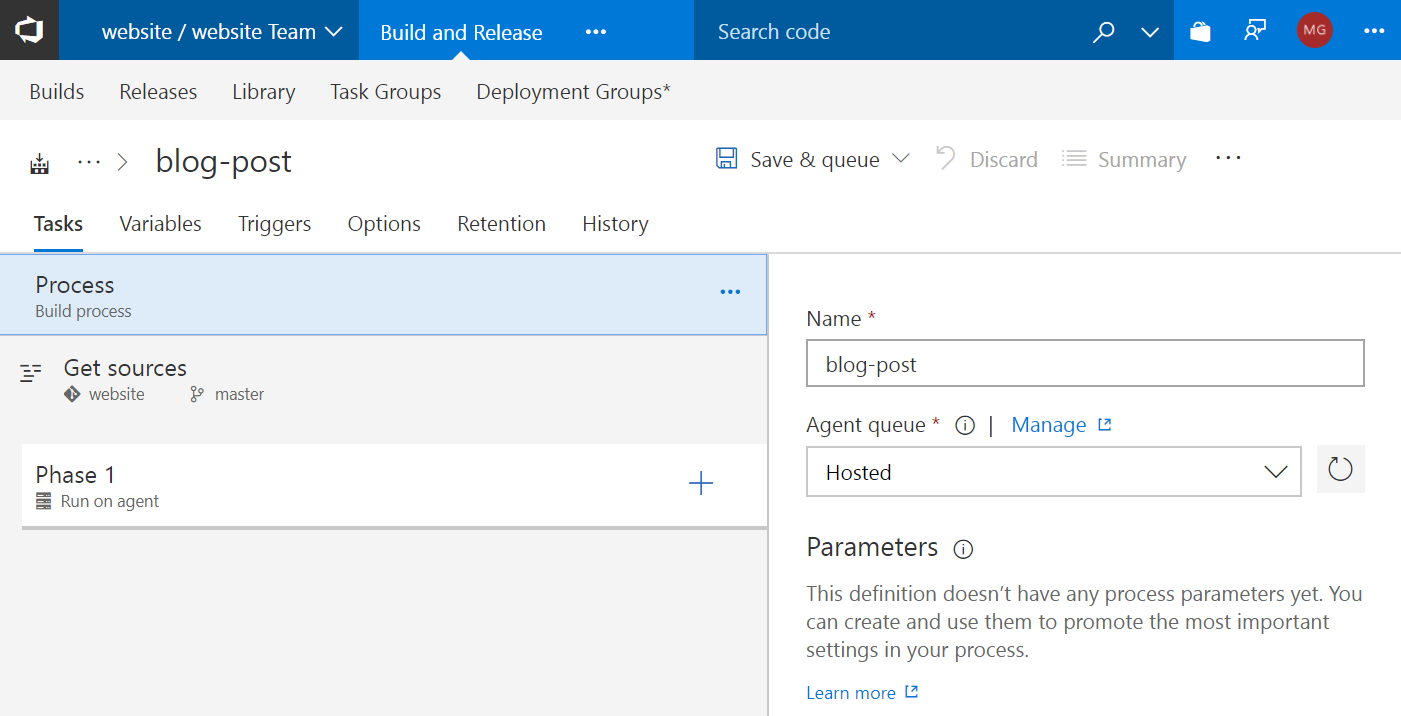 website / website Team
Build and Release
...
Search code
MG
...
Builds
Releases
Library
Task Groups
Deployment Groups*
... > blog-post
Save & queue
Discard
Summary
...
Tasks
Variables
Triggers
Options
Retention
History
Process
...
Build process
Get sources
website
master
Phase 1
+
Run on agent
Name *
blog-post
Agent queue * i | Manage
Hosted
Parameters i
This definition doesn’t have any process parameters yet. You
can create and use them to promote the most important
settings in your process.
Learn more